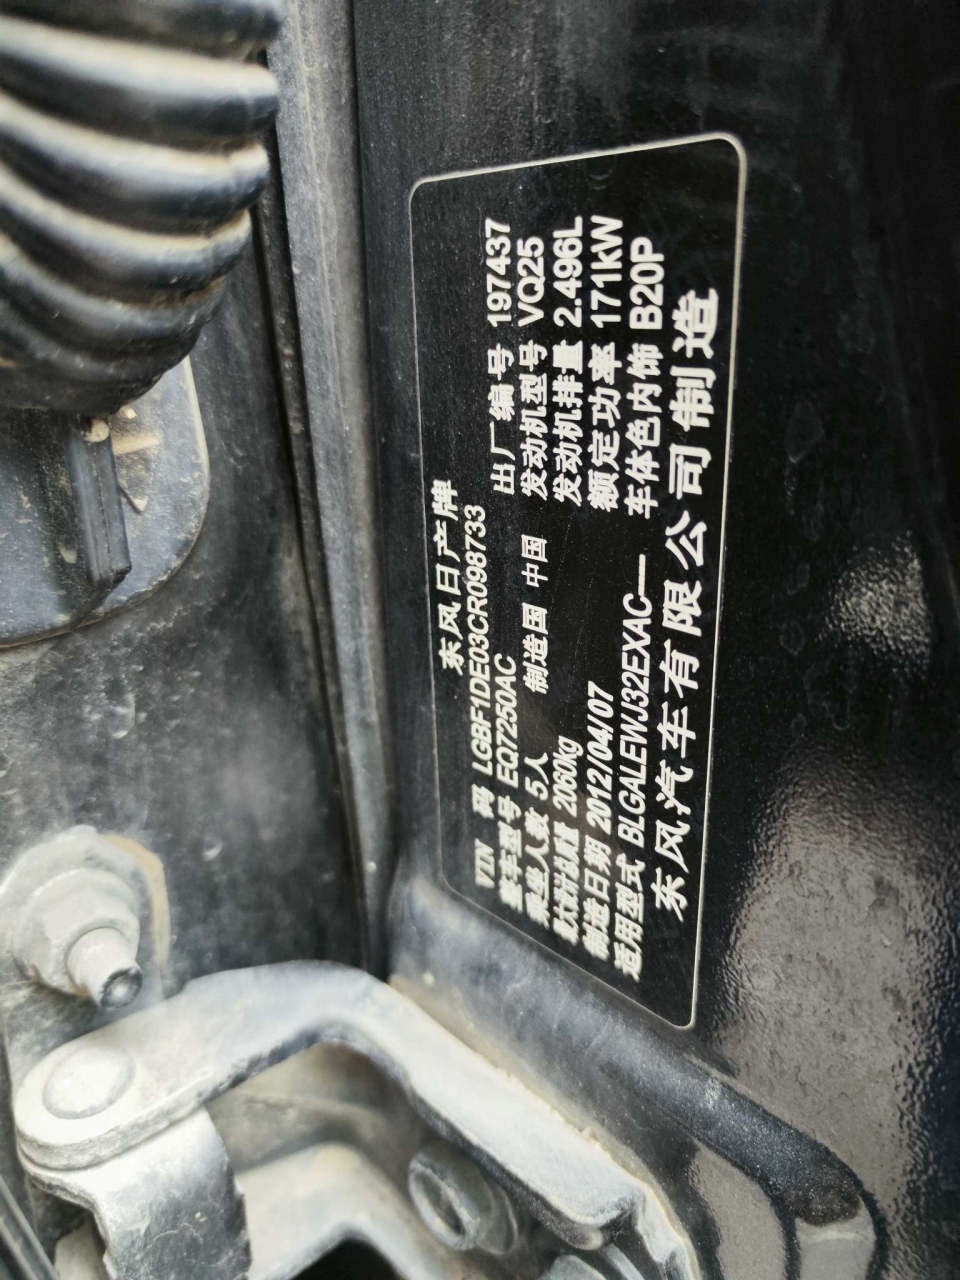 东风日产牌
VIN 码 LGBF1DE03CR098733
整车型号 EQ7250AC 出厂编号 197437
乘坐人数 5人 制造国 中国 发动机型号 VQ25
最大设计总质量 2060kg 发动机排量 2.496L
制造日期 2012/04/07 额定功率 171kW
适用型式 BLGALEWJ32EXAC— 车体色内饰 B20P
东风汽车有限公司制造